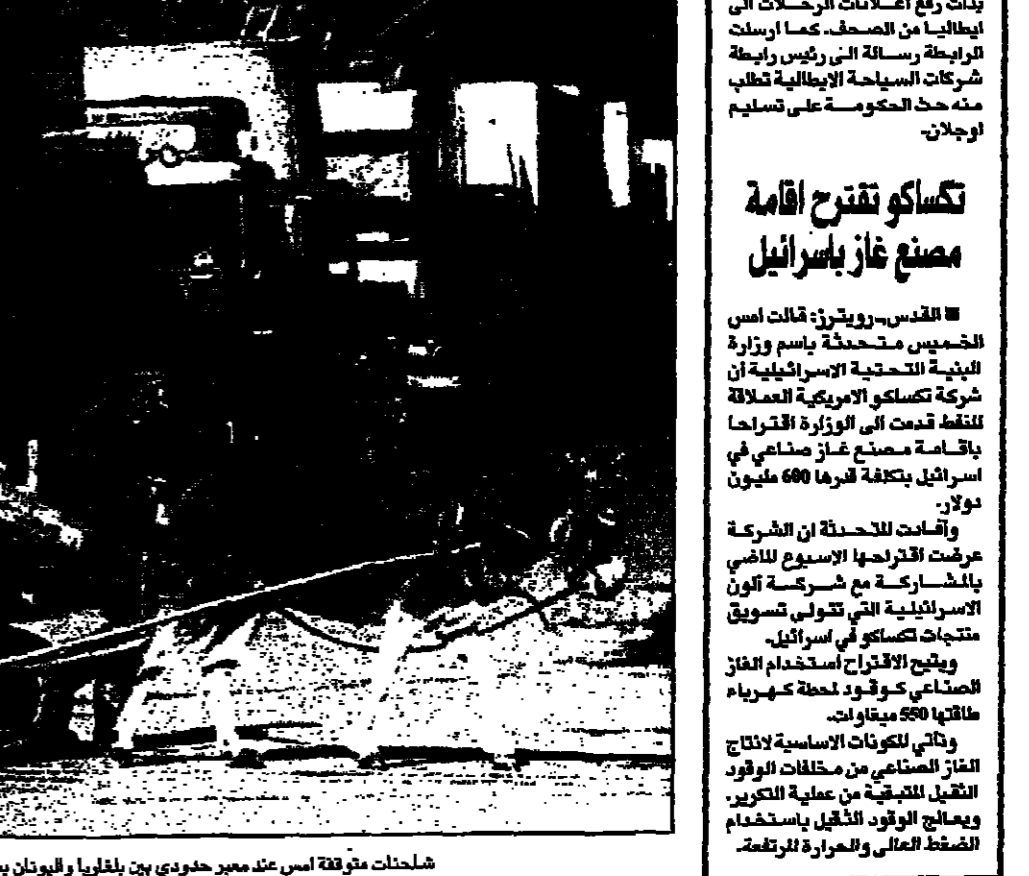 بدأت رفع اعلانات الرحلات الى
ايطاليا من الصحف. كما ارسلت
الرابطة رسالة الى رئيس رابطة
شركات السياحة الايطالية تطلب
منه حث الحكومة على تسليم
اوجلان.
تكساكو تقترح اقامة
مصنع غاز باسرائيل
■ القدس ـ رويترز: قالت امس
الخميس متحدثة باسم وزارة
البنية التحتية الاسرائيلية أن
شركة تكساكو الامريكية العملاقة
للنفط قدمت الى الوزارة اقتراحا
باقامة مصنع غاز صناعي في
اسرائيل بتكلفة قدرها 600 مليون
دولار.
وأفادت المتحدثة ان الشركة
عرضت اقتراحها الاسبوع الماضي
بالمشاركة مع شركة ألون
الاسرائيلية التي تتولى تسويق
منتجات تكساكو في اسرائيل.
ويتيح الاقتراح استخدام الغاز
الصناعي كوقود لمحطة كهرباء
طاقتها 550 ميغاوات.
وتأتي المكونات الاساسية لانتاج
الغاز الصناعي من مخلفات الوقود
الثقيل المتبقية من عملية التكرير.
ويعالج الوقود الثقيل باستخدام
الضغط العالي والحرارة المرتفعة.
شاحنات متوقفة امس عند معبر حدودي بين بلغاريا واليونان